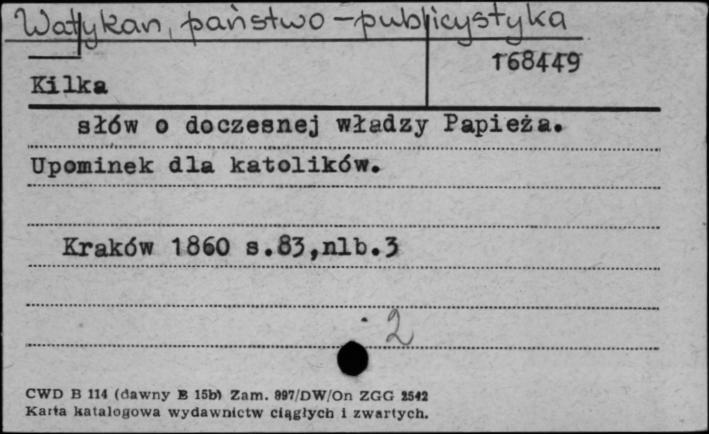 Watykan, państwo - publicystyka
168449
Kilka
słów o doczesnej władzy Papieża.
Upominek dla katolików.
Kraków 1860 s.83,nlb.3
2
CWD B 114 (dawny B 15b) Zam. 897/DW/On ZGG 2542
Karta katalogowa wydawnictw ciągłych i zwartych.